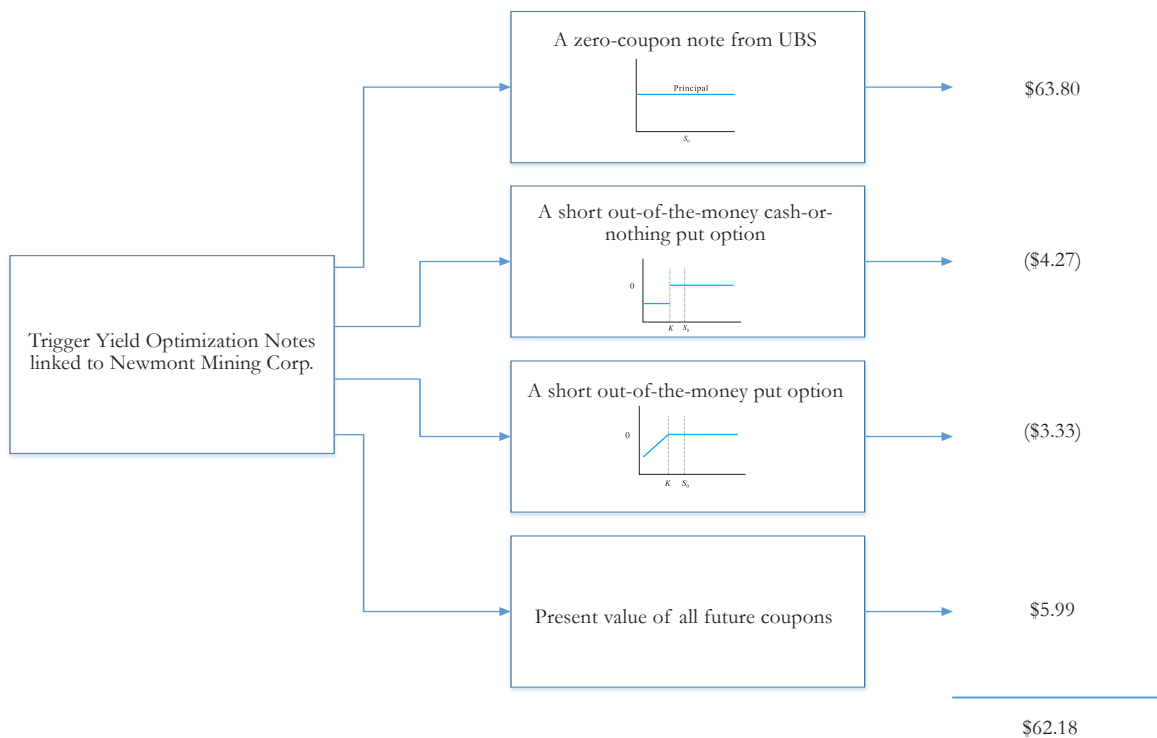 A zero-coupon note from UBS
Principal
S0
$63.80
A short out-of-the-money cash-or-
nothing put option
0
K S0
($4.27)
Trigger Yield Optimization Notes
linked to Newmont Mining Corp.
A short out-of-the-money put option
0
K S0
($3.33)
Present value of all future coupons
$5.99
$62.18